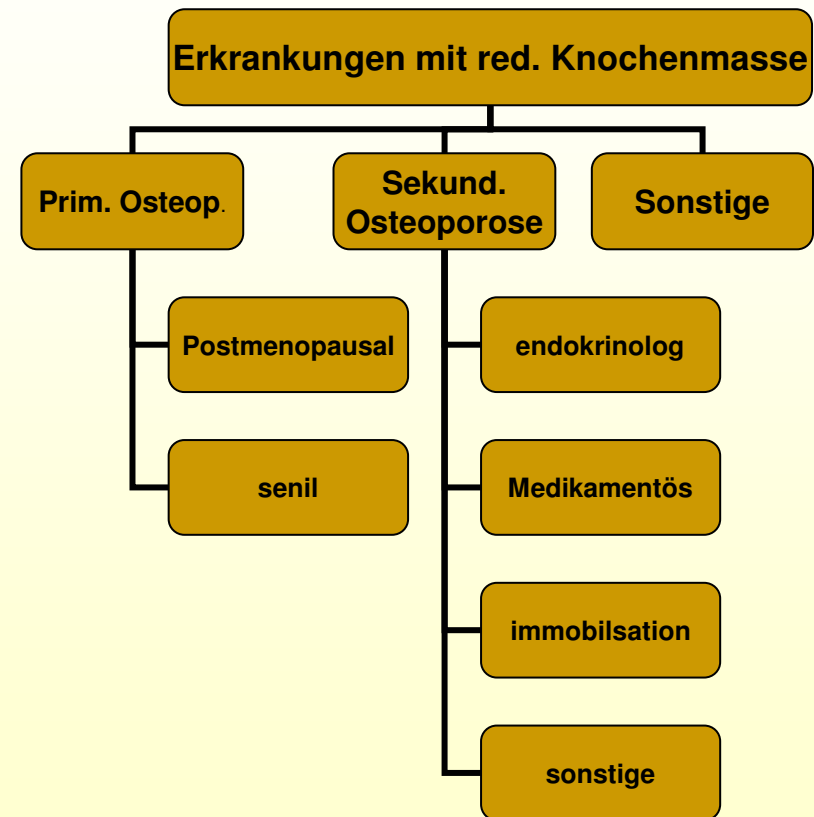 Erkrankungen mit red. Knochenmasse
Prim. Osteop.
Sekund.
Osteoporose
Sonstige
Postmenopausal
senil
endokrinolog
Medikamentös
immobilsation
sonstige